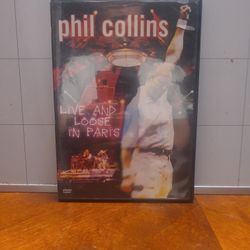 phil collins
LIVE AND
LOOSE
IN PARIS